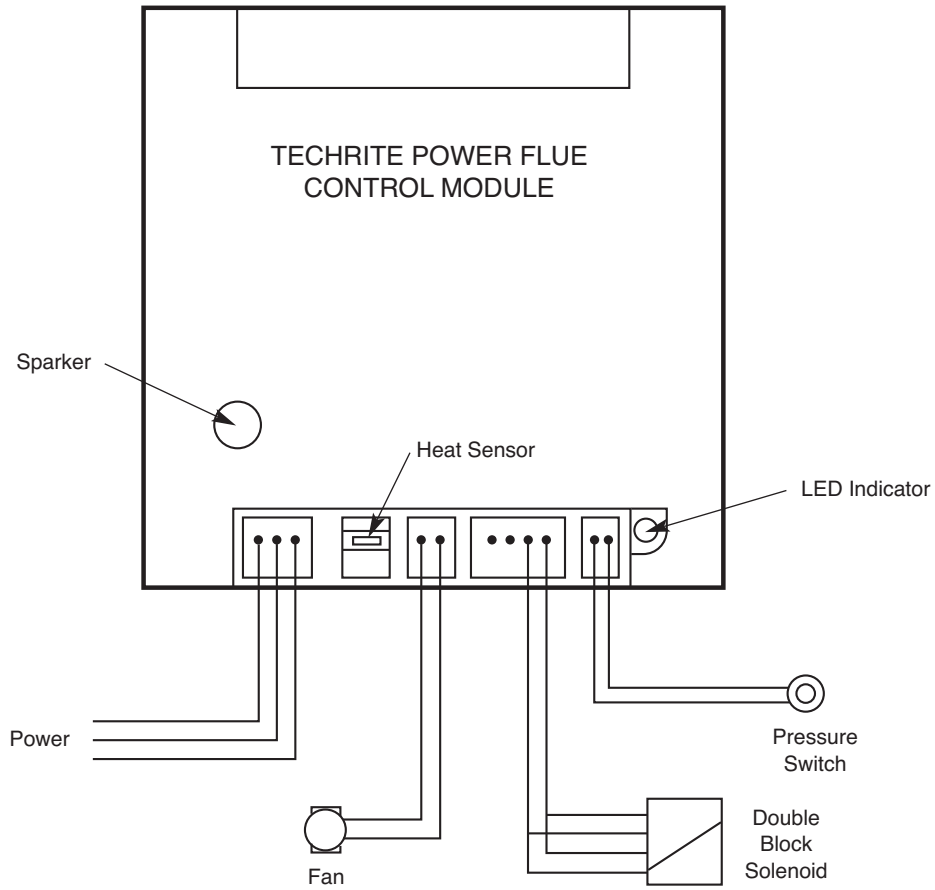 TECHRITE POWER FLUE
CONTROL MODULE
Sparker
Heat Sensor
LED Indicator
Power
Pressure
Switch
Fan
Double
Block
Solenoid